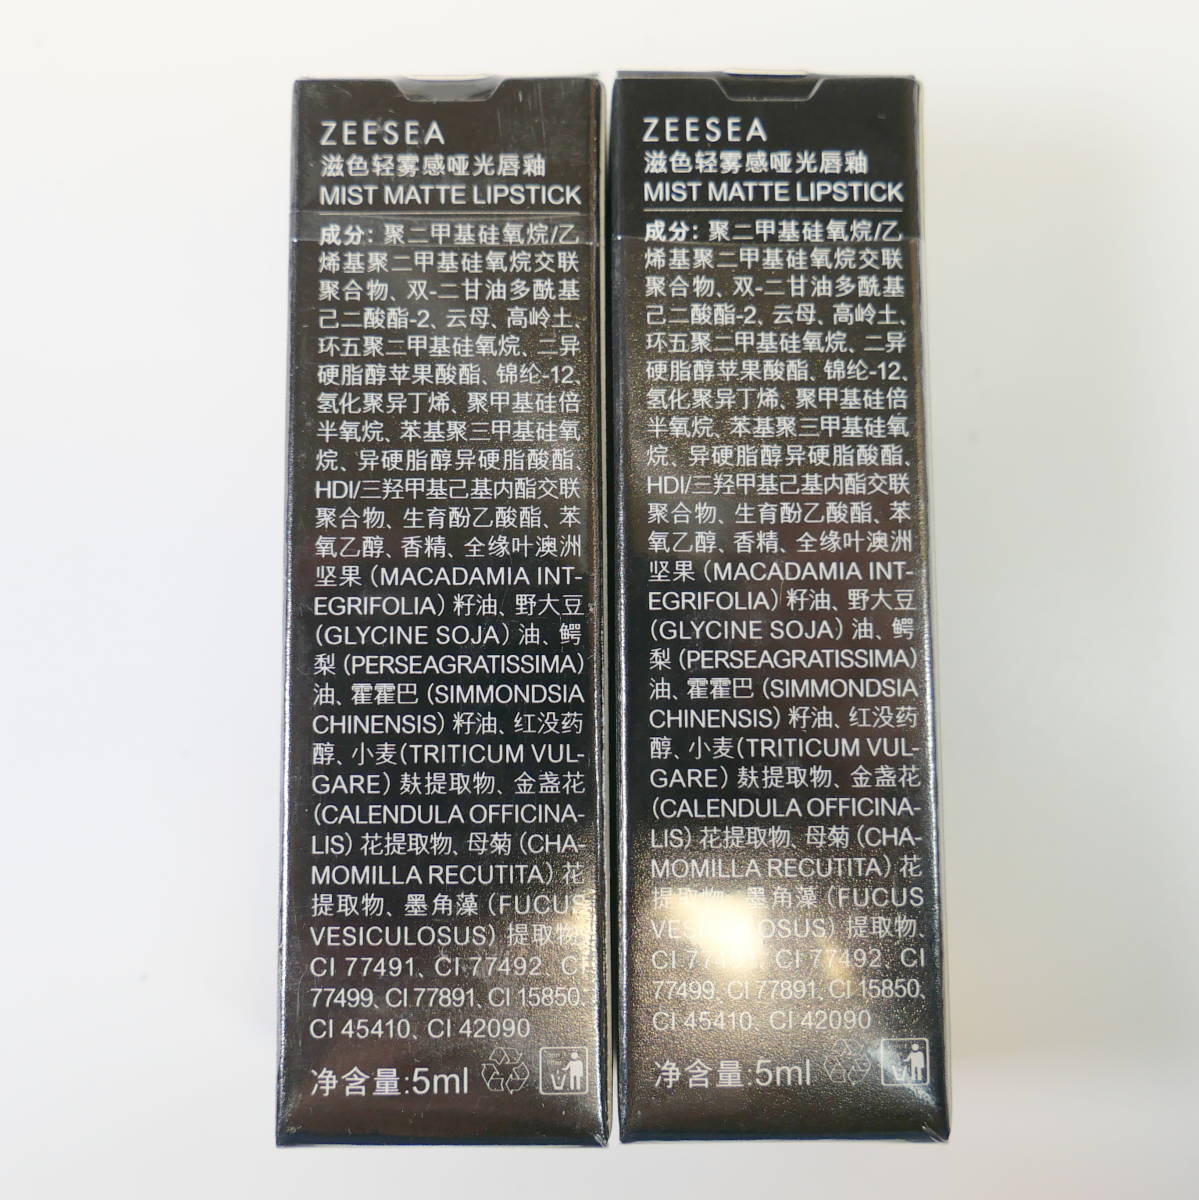 ZEESEA
滋色轻雾感哑光唇釉
MIST MATTE LIPSTICK
成分: 聚二甲基硅氧烷/乙
烯基聚二甲基硅氧烷交联
聚合物、双-二甘油多酰基
己二酸酯-2、云母、高岭土、
环五聚二甲基硅氧烷、二异
硬脂醇苹果酸酯、锦纶-12、
氢化聚异丁烯、聚甲基硅倍
半氧烷、苯基聚三甲基硅氧
烷、异硬脂醇异硬脂酸酯、
HDI/三羟甲基己基内酯交联
聚合物、生育酚乙酸酯、苯
氧乙醇、香精、全缘叶澳洲
坚果 (MACADAMIA INT-
EGRIFOLIA) 籽油、野大豆
(GLYCINE SOJA) 油、鳄
梨 (PERSEAGRATISSIMA)
油、霍霍巴 (SIMMONDSIA
CHINENSIS) 籽油、红没药
醇、小麦(TRITICUM VUL-
GARE) 麸提取物、金盏花
(CALENDULA OFFICINA-
LIS) 花提取物、母菊 (CHA-
MOMILLA RECUTITA) 花
提取物、墨角藻 (FUCUS
VESICULOSUS) 提取物、
CI 77491、CI 77492、CI
77499、CI 77891、CI 15850、
CI 45410、CI 42090
净含量:5ml
ZEESEA
滋色轻雾感哑光唇釉
MIST MATTE LIPSTICK
成分: 聚二甲基硅氧烷/乙
烯基聚二甲基硅氧烷交联
聚合物、双-二甘油多酰基
己二酸酯-2、云母、高岭土、
环五聚二甲基硅氧烷、二异
硬脂醇苹果酸酯、锦纶-12、
氢化聚异丁烯、聚甲基硅倍
半氧烷、苯基聚三甲基硅氧
烷、异硬脂醇异硬脂酸酯、
HDI/三羟甲基己基内酯交联
聚合物、生育酚乙酸酯、苯
氧乙醇、香精、全缘叶澳洲
坚果 (MACADAMIA INT-
EGRIFOLIA) 籽油、野大豆
(GLYCINE SOJA) 油、鳄
梨 (PERSEAGRATISSIMA)
油、霍霍巴 (SIMMONDSIA
CHINENSIS) 籽油、红没药
醇、小麦(TRITICUM VUL-
GARE) 麸提取物、金盏花
(CALENDULA OFFICINA-
LIS) 花提取物、母菊 (CHA-
MOMILLA RECUTITA) 花
提取物、墨角藻 (FUCUS
提取物、
CI 77492、CI
77499、CI 77891、CI 15850、
CI 45410、CI 42090
净含量:5ml